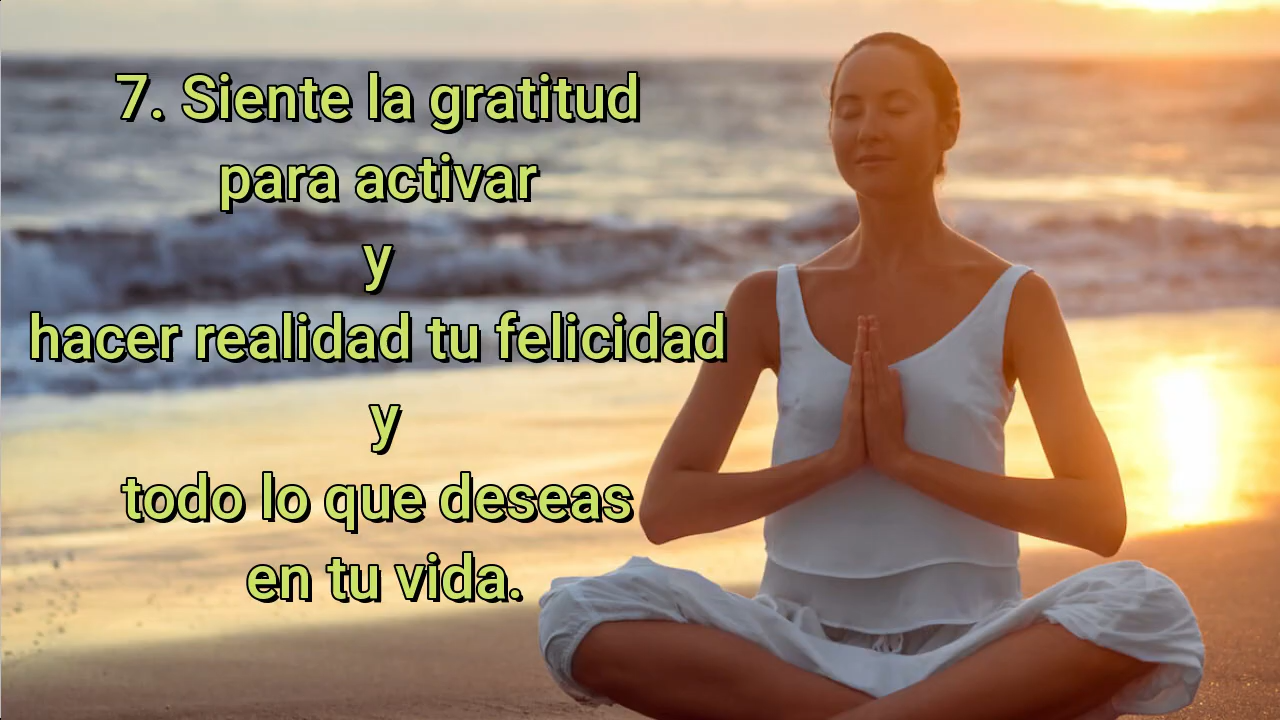 7. Siente la gratitud
para activar
y
hacer realidad tu felicidad
y
todo lo que deseas
en tu vida.